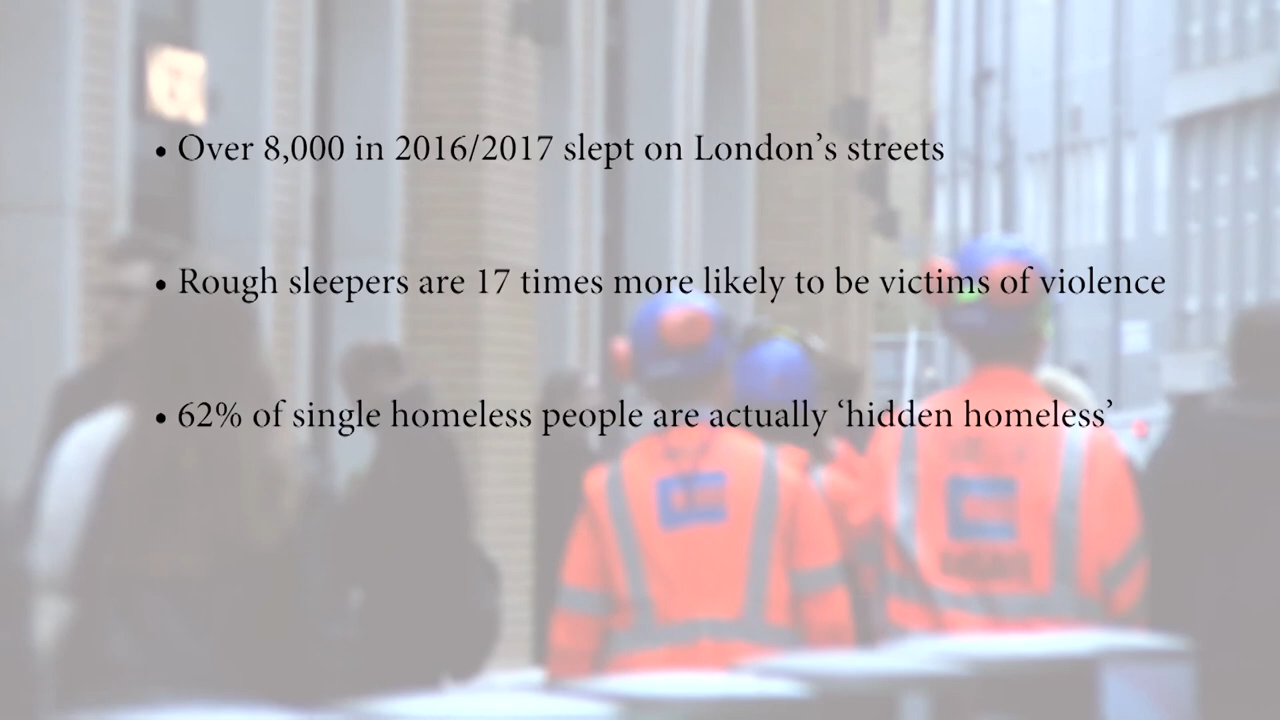 • Over 8,000 in 2016/2017 slept on London’s streets
• Rough sleepers are 17 times more likely to be victims of violence
• 62% of single homeless people are actually ‘hidden homeless’